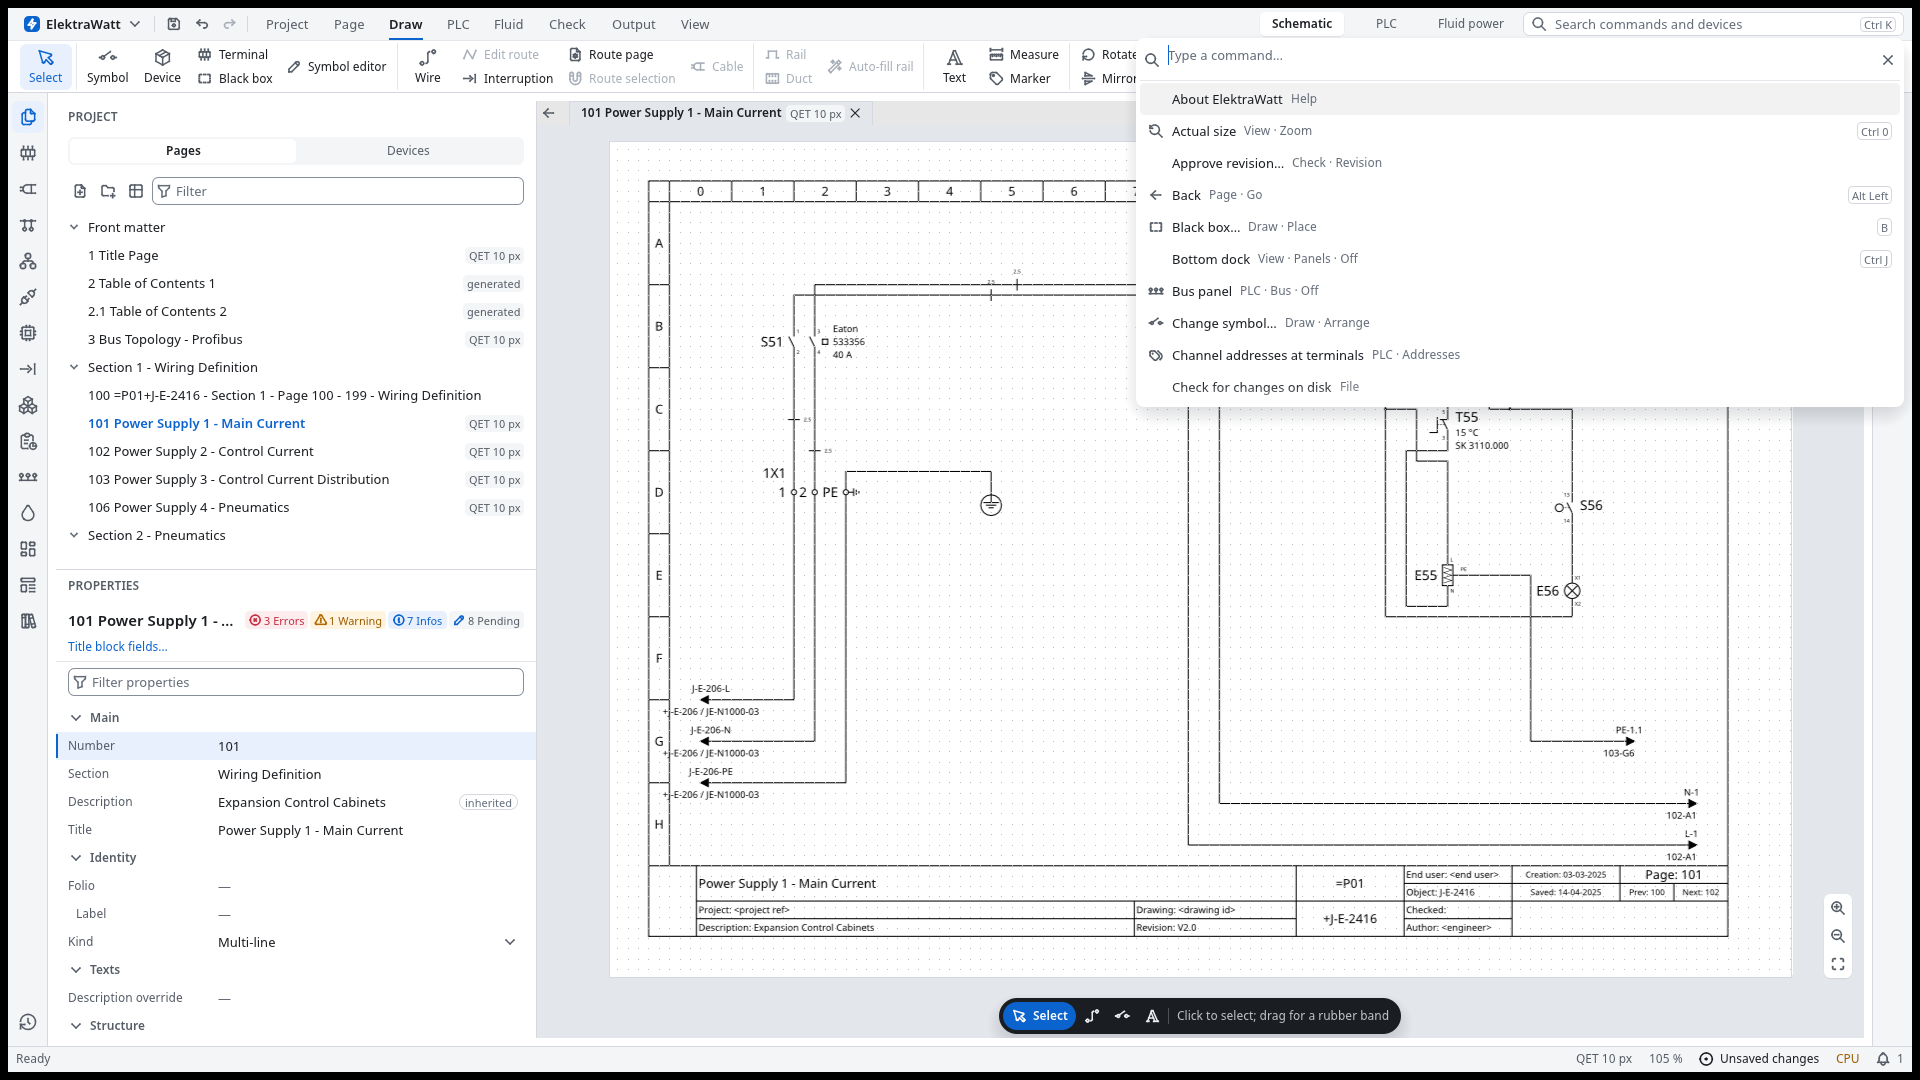 ElektraWatt Project Page Draw PLC Fluid Check Output View Schematic PLC Fluid power Search commands and devices Ctrl K
Select Symbol Device Terminal Black box Symbol editor Wire Edit route Interruption Route page Route selection Cable Rail Duct Auto-fill rail Text Measure Marker Rotate Mirror
Type a command...
About ElektraWatt Help
Actual size View · Zoom Ctrl 0
Approve revision... Check · Revision
Back Page · Go Alt Left
Black box... Draw · Place B
Bottom dock View · Panels · Off Ctrl J
Bus panel PLC · Bus · Off
Change symbol... Draw · Arrange
Channel addresses at terminals PLC · Addresses
Check for changes on disk File
PROJECT
Pages Devices
Filter
Front matter
1 Title Page QET 10 px
2 Table of Contents 1 generated
2.1 Table of Contents 2 generated
3 Bus Topology - Profibus QET 10 px
Section 1 - Wiring Definition
100 =P01+J-E-2416 - Section 1 - Page 100 - 199 - Wiring Definition
101 Power Supply 1 - Main Current QET 10 px
102 Power Supply 2 - Control Current QET 10 px
103 Power Supply 3 - Control Current Distribution QET 10 px
106 Power Supply 4 - Pneumatics QET 10 px
Section 2 - Pneumatics
PROPERTIES
101 Power Supply 1 - ... 3 Errors 1 Warning 7 Infos 8 Pending
Title block fields...
Filter properties
Main
Number 101
Section Wiring Definition
Description Expansion Control Cabinets inherited
Title Power Supply 1 - Main Current
Identity
Folio —
Label —
Kind Multi-line
Texts
Description override —
Structure
101 Power Supply 1 - Main Current QET 10 px
0 1 2 3 4 5 6 7
A
B
C
D
E
F
G
H
2.5
2.5
S51 1 3 2 4
Eaton
533356
40 A
2.5
2.5
1X1
1 2 PE
T55
15 °C
SK 3110.000
S56
13
14
E55 L PE N
E56 X1 X2
J-E-206-L
+J-E-206 / JE-N1000-03
J-E-206-N
+J-E-206 / JE-N1000-03
J-E-206-PE
+J-E-206 / JE-N1000-03
PE-1.1
103-G6
N-1
102-A1
L-1
102-A1
Power Supply 1 - Main Current
Project: <project ref>
Description: Expansion Control Cabinets
Drawing: <drawing id>
Revision: V2.0
=P01
+J-E-2416
End user: <end user>
Object: J-E-2416
Checked:
Author: <engineer>
Creation: 03-03-2025
Saved: 14-04-2025
Page: 101
Prev: 100 Next: 102
Select Click to select; drag for a rubber band
Ready QET 10 px 105 % Unsaved changes CPU 1